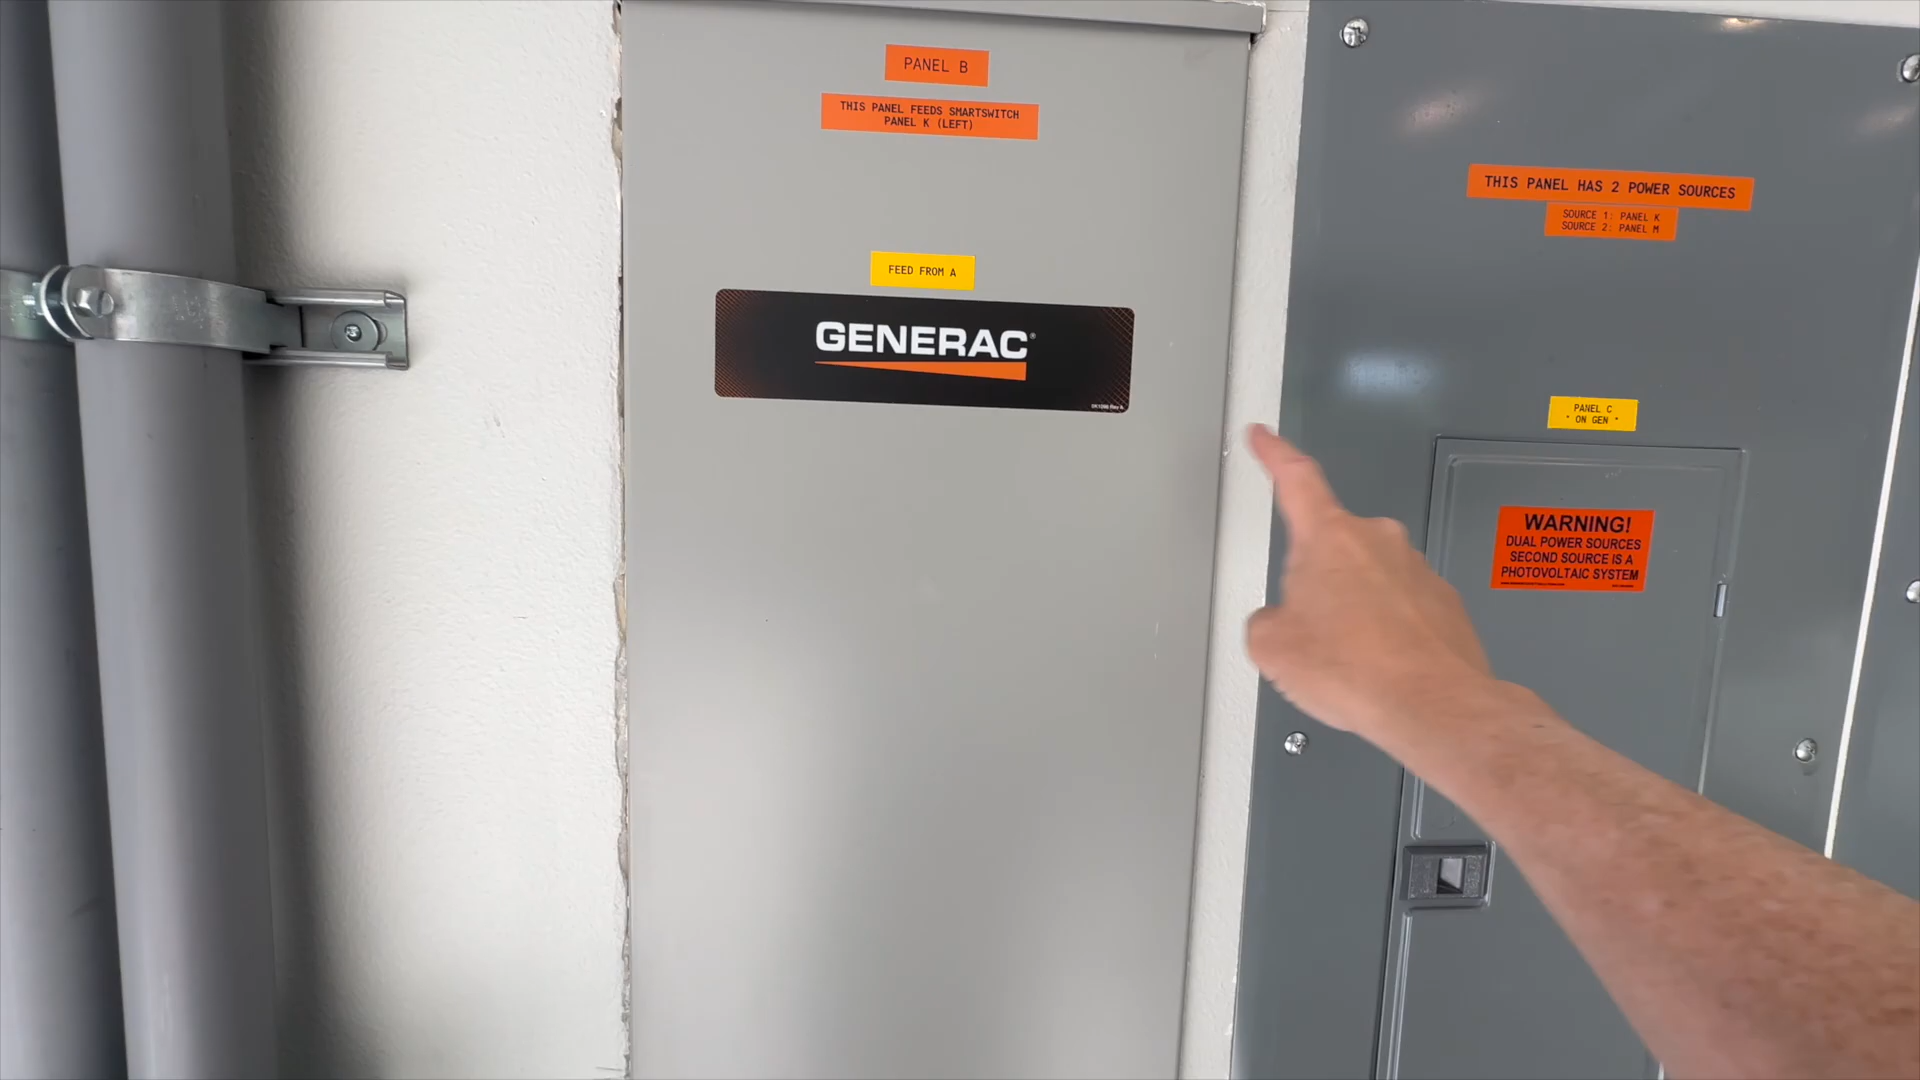 PANEL B
THIS PANEL FEEDS SMARTSWITCH
PANEL K (LEFT)
FEED FROM A
GENERAC
THIS PANEL HAS 2 POWER SOURCES
SOURCE 1: PANEL K
SOURCE 2: PANEL M
PANEL C
* ON GEN *
WARNING!
DUAL POWER SOURCES
SECOND SOURCE IS A
PHOTOVOLTAIC SYSTEM